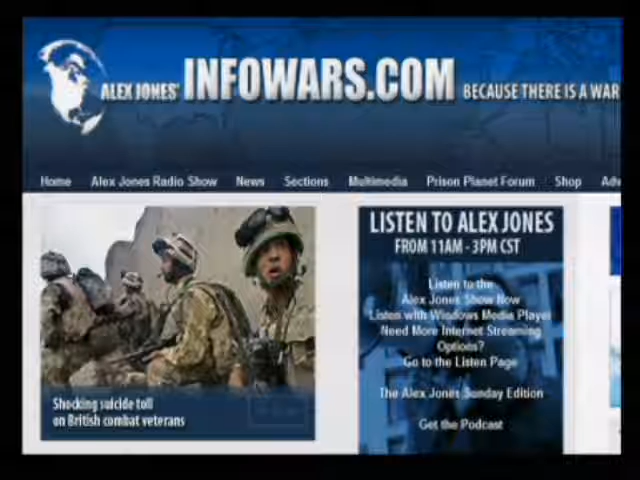 ALEX JONES' INFOWARS.COM BECAUSE THERE IS A WAR
Home Alex Jones Radio Show News Sections Multimedia Prison Planet Forum Shop Adv
LISTEN TO ALEX JONES
FROM 11AM - 3PM CST
Listen to the
Alex Jones Show Now
Listen with Windows Media Player
Need More Internet Streaming
Options?
Go to the Listen Page
The Alex Jones Sunday Edition
Get the Podcast
Shocking suicide toll
on British combat veterans